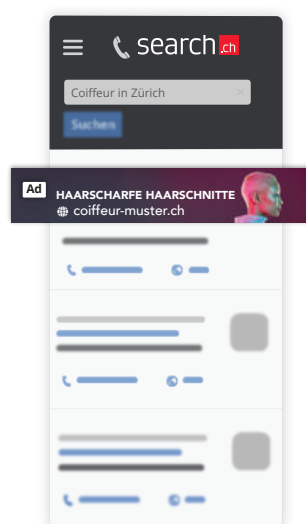 search.ch
Coiffeur in Zürich ×
Suchen
Ad
HAARSCHARFE HAARSCHNITTE
coiffeur-muster.ch